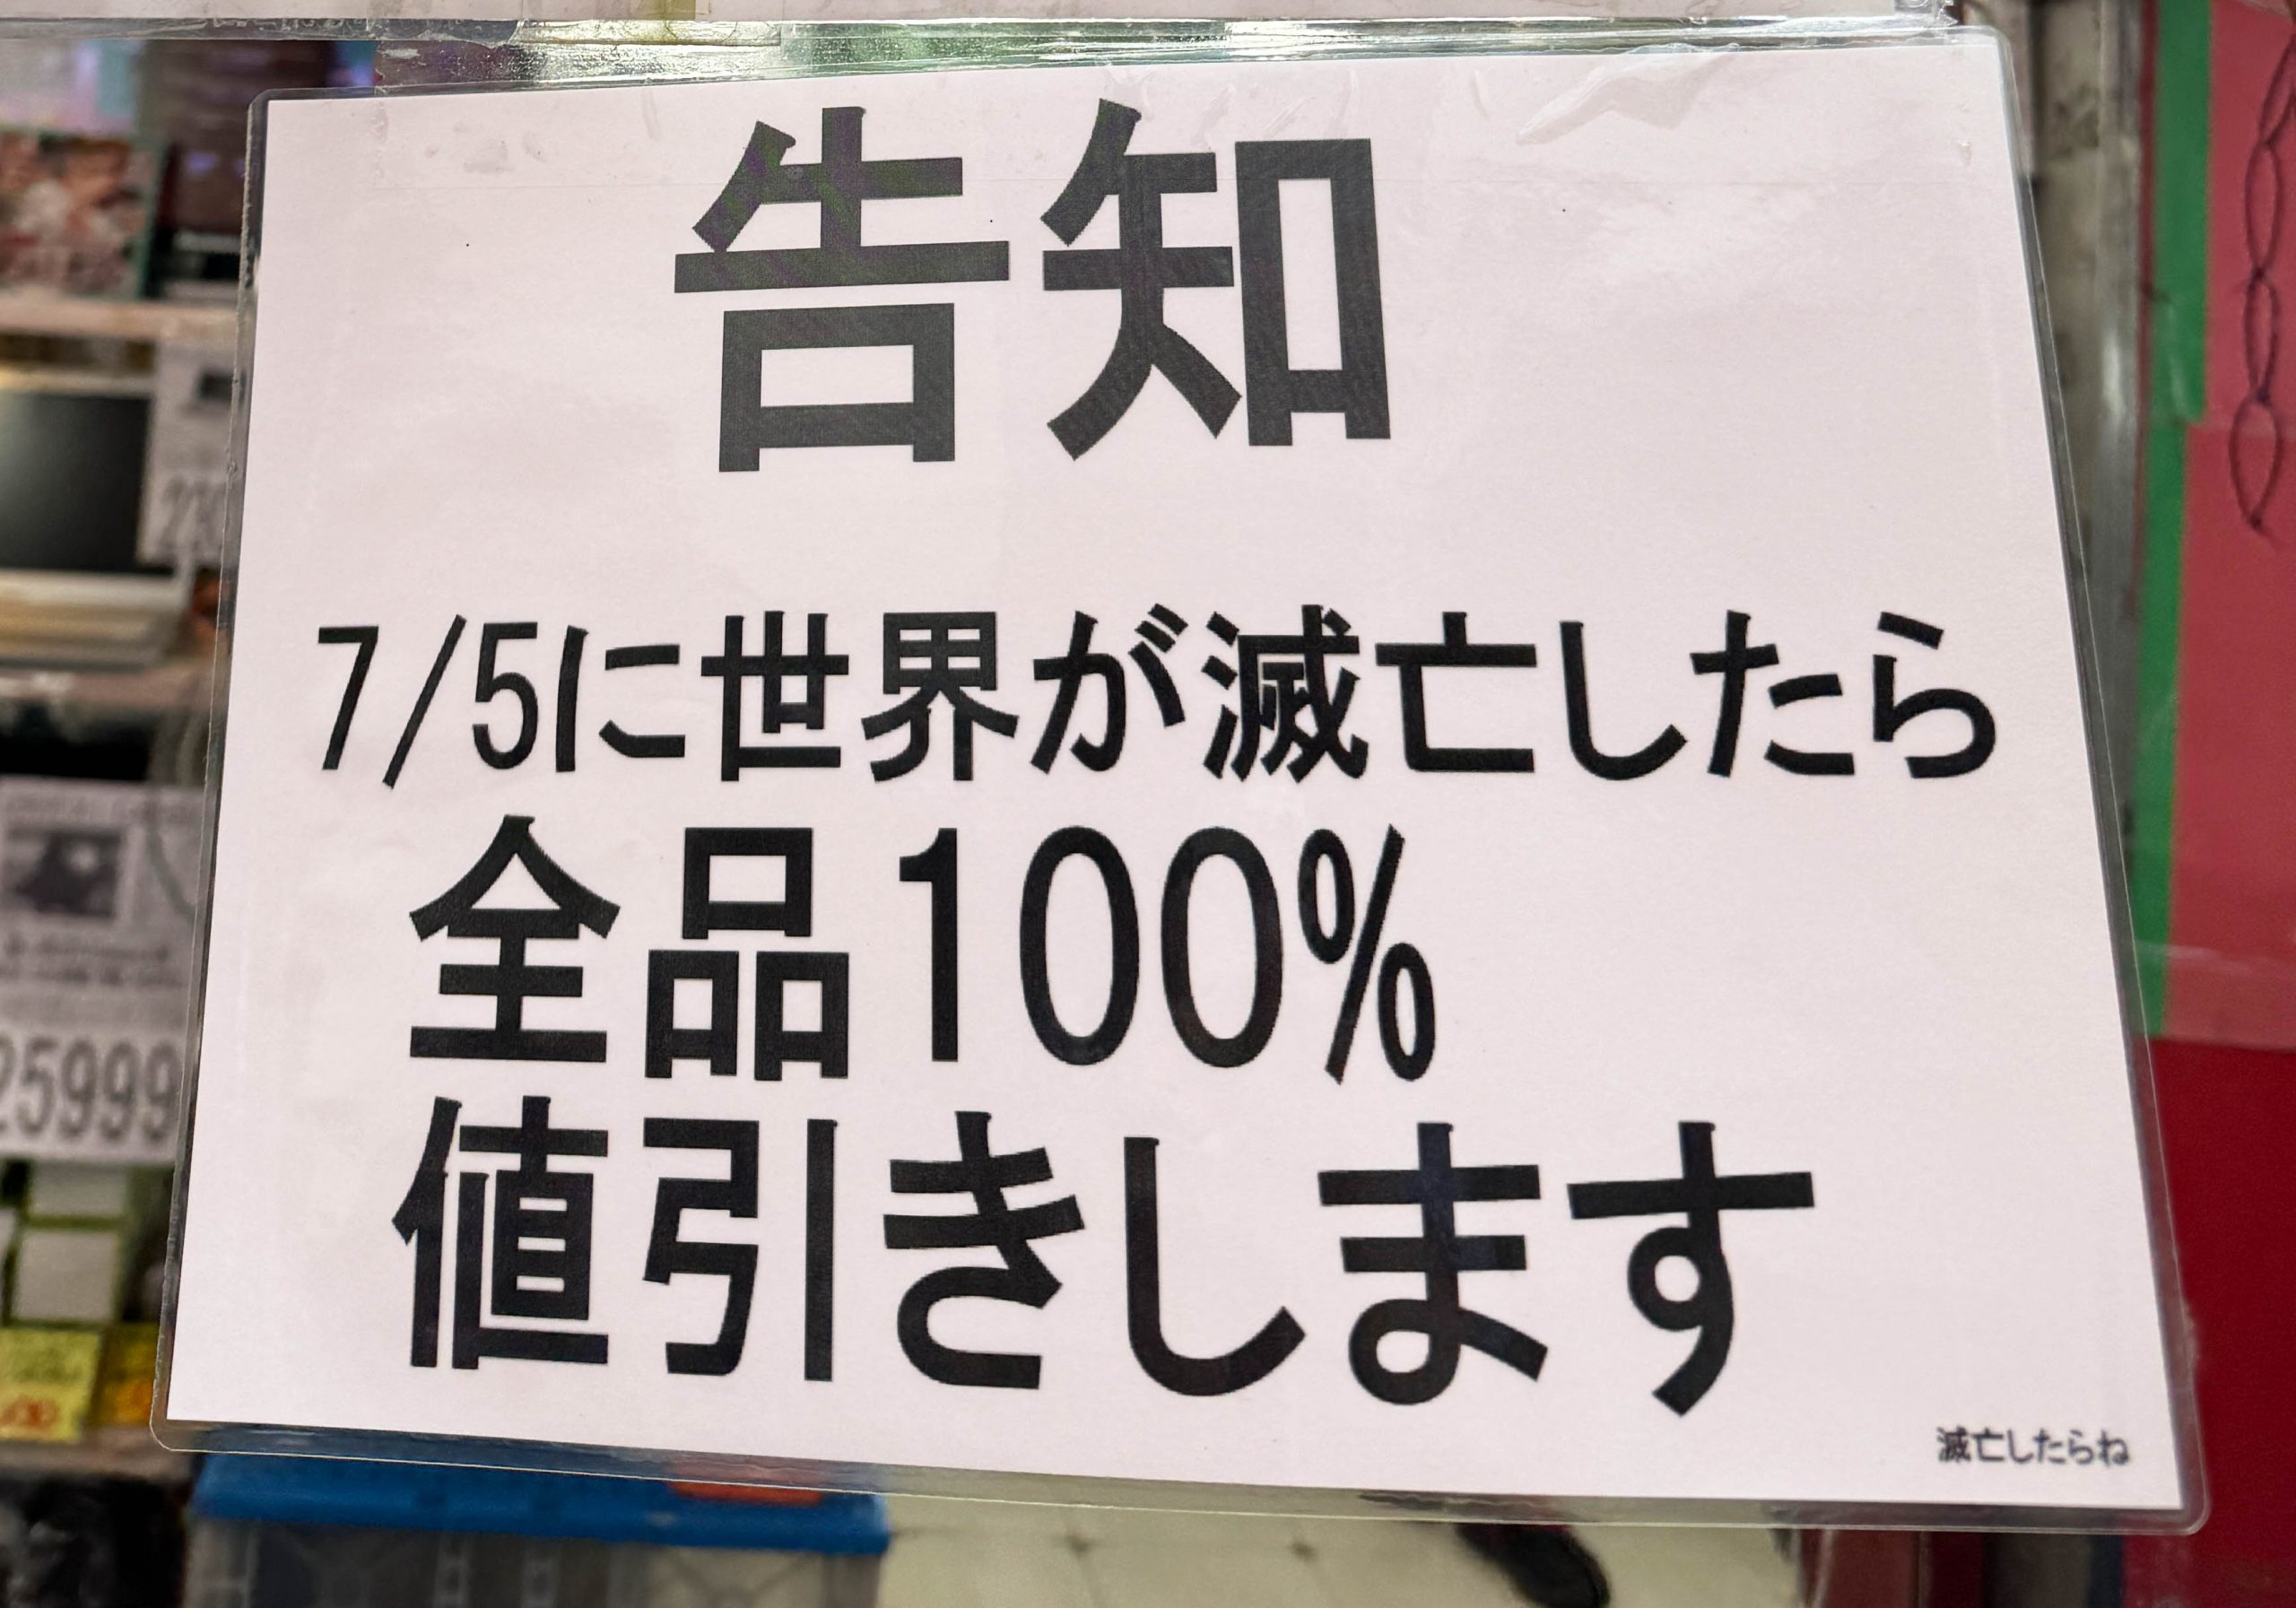 告知
7/5に世界が滅亡したら
全品100%
値引きします
滅亡したらね
25999